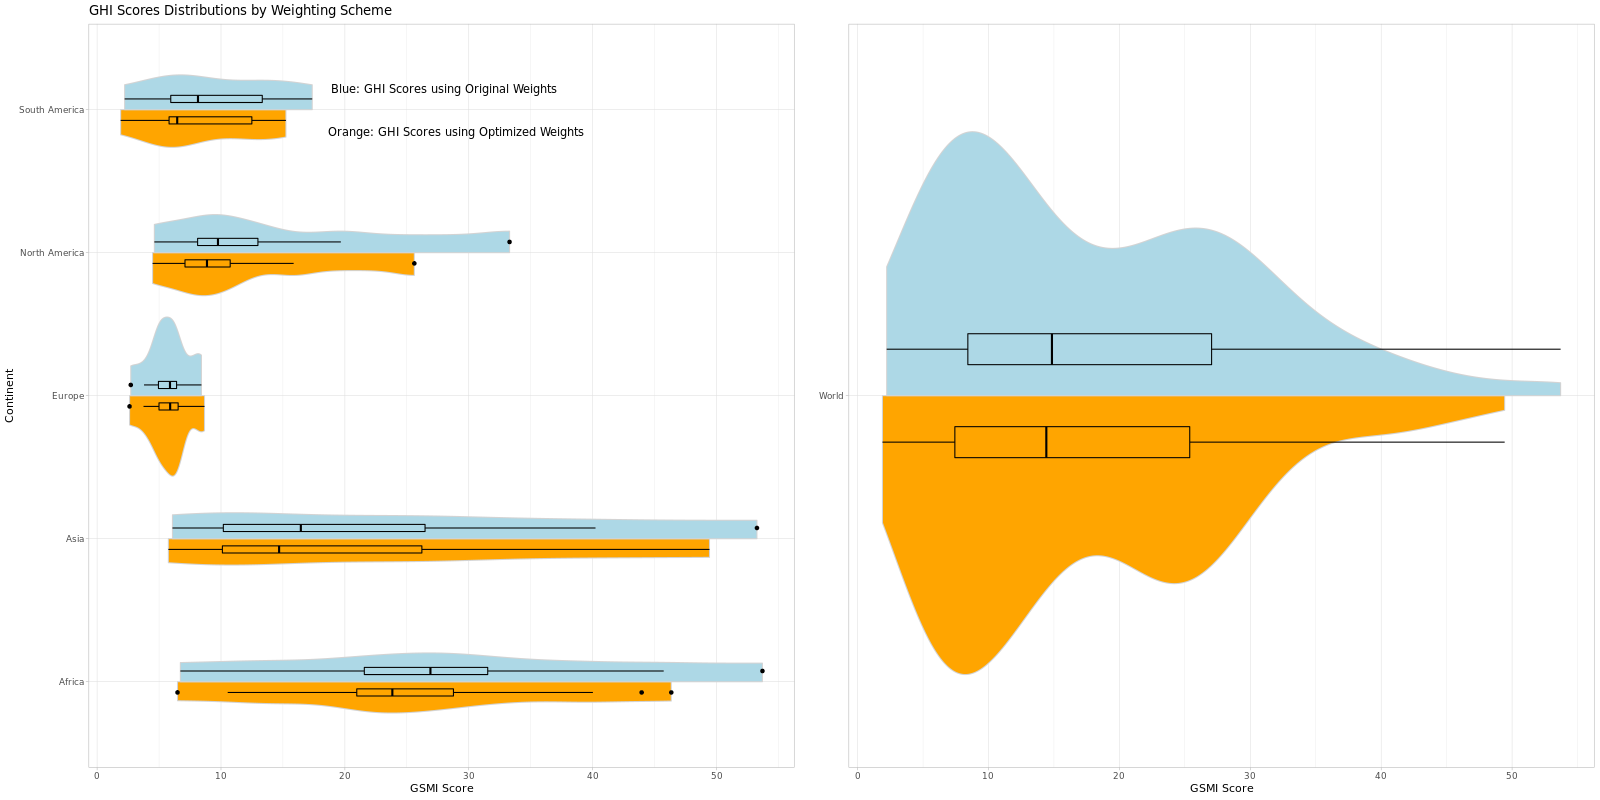 GHI Scores Distributions by Weighting Scheme
South America
Blue: GHI Scores using Original Weights
Orange: GHI Scores using Optimized Weights
North America
Europe
Asia
Africa
Continent
0 10 20 30 40 50
GSMI Score
World
0 10 20 30 40 50
GSMI Score